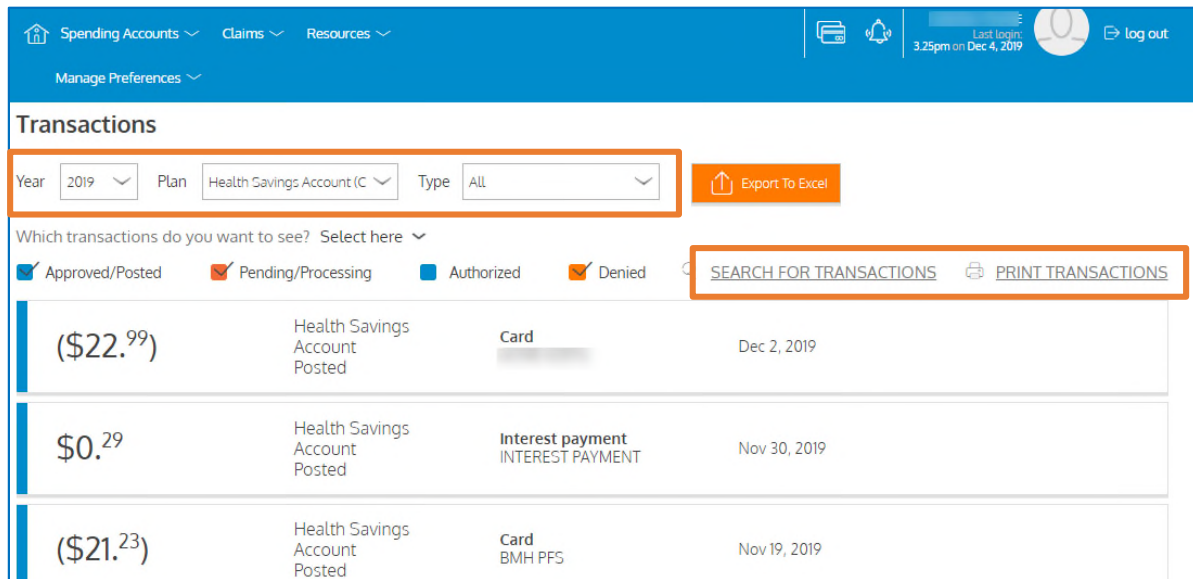 Spending Accounts Claims Resources
Last login:
3.25pm on Dec 4, 2019
log out
Manage Preferences
Transactions
Year 2019 Plan Health Savings Account (C Type All Export To Excel
Which transactions do you want to see? Select here
Approved/Posted Pending/Processing Authorized Denied SEARCH FOR TRANSACTIONS PRINT TRANSACTIONS
($22.99)
Health Savings
Account
Posted
Card
Dec 2, 2019
$0.29
Health Savings
Account
Posted
Interest payment
INTEREST PAYMENT
Nov 30, 2019
($21.23)
Health Savings
Account
Posted
Card
BMH PFS
Nov 19, 2019